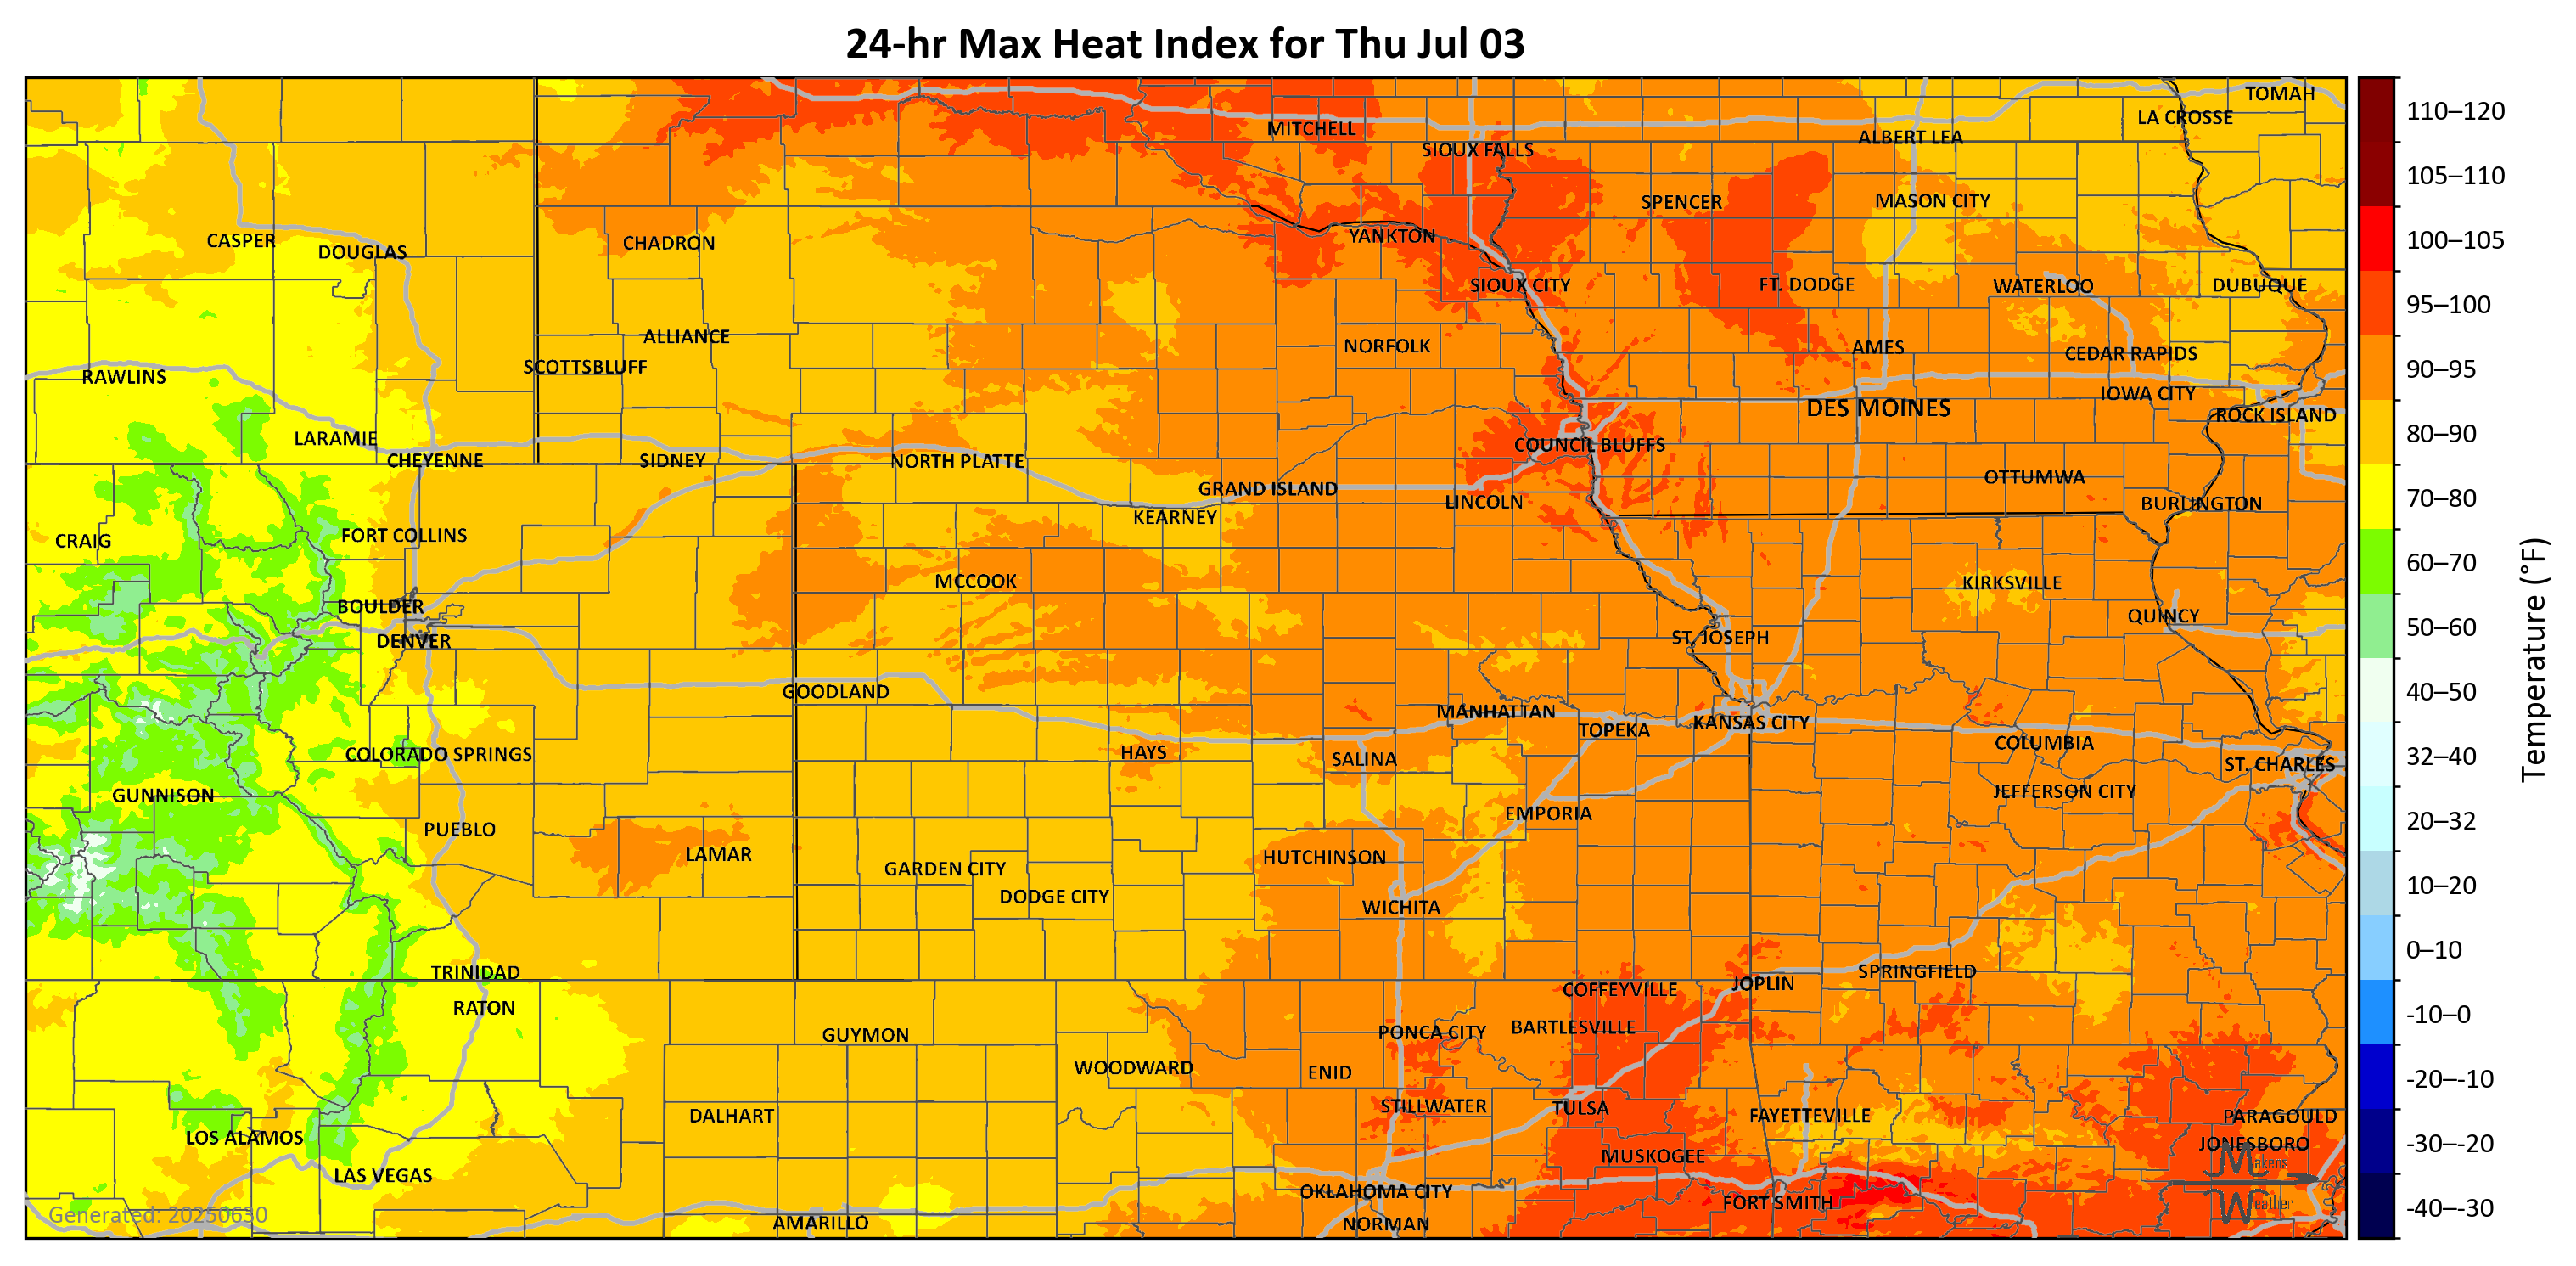 24-hr Max Heat Index for Thu Jul 03
TOMAH
LA CROSSE
MITCHELL
ALBERT LEA
SIOUX FALLS
SPENCER
MASON CITY
CASPER
DOUGLAS
CHADRON
YANKTON
SIOUX CITY
FT. DODGE
WATERLOO
DUBUQUE
ALLIANCE
NORFOLK
AMES
CEDAR RAPIDS
SCOTTSBLUFF
RAWLINS
IOWA CITY
DES MOINES
ROCK ISLAND
LARAMIE
COUNCIL BLUFFS
CHEYENNE
SIDNEY
NORTH PLATTE
OTTUMWA
GRAND ISLAND
LINCOLN
BURLINGTON
KEARNEY
FORT COLLINS
CRAIG
MCCOOK
KIRKSVILLE
BOULDER
QUINCY
DENVER
ST. JOSEPH
GOODLAND
MANHATTAN
KANSAS CITY
TOPEKA
COLUMBIA
COLORADO SPRINGS
HAYS
SALINA
ST. CHARLES
GUNNISON
JEFFERSON CITY
EMPORIA
PUEBLO
LAMAR
HUTCHINSON
GARDEN CITY
DODGE CITY
WICHITA
TRINIDAD
SPRINGFIELD
JOPLIN
COFFEYVILLE
RATON
BARTLESVILLE
GUYMON
PONCA CITY
WOODWARD
ENID
STILLWATER
TULSA
DALHART
FAYETTEVILLE
PARAGOULD
LOS ALAMOS
JONESBORO
MUSKOGEE
LAS VEGAS
OKLAHOMA CITY
FORT SMITH
AMARILLO
NORMAN
Generated: 20250630
Makens
Weather
110–120
105–110
100–105
95–100
90–95
80–90
70–80
60–70
50–60
40–50
32–40
20–32
10–20
0–10
-10–0
-20–-10
-30–-20
-40–-30
Temperature (°F)